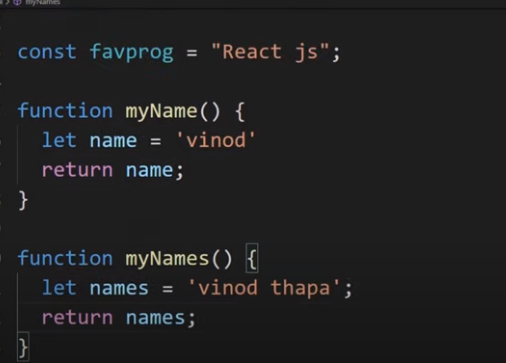 myNames
const favprog = "React js";
function myName() {
let name = 'vinod'
return name;
}
function myNames() {
let names = 'vinod thapa';
return names;
}